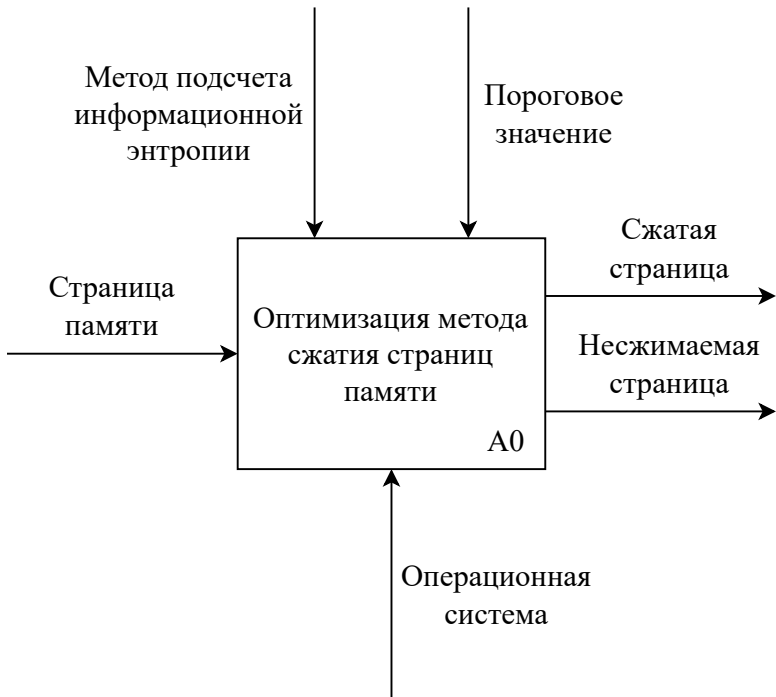 Метод подсчета
информационной
энтропии
Пороговое
значение
Сжатая
страница
Страница
памяти
Оптимизация метода
сжатия страниц
памяти
Несжимаемая
страница
A0
Операционная
система